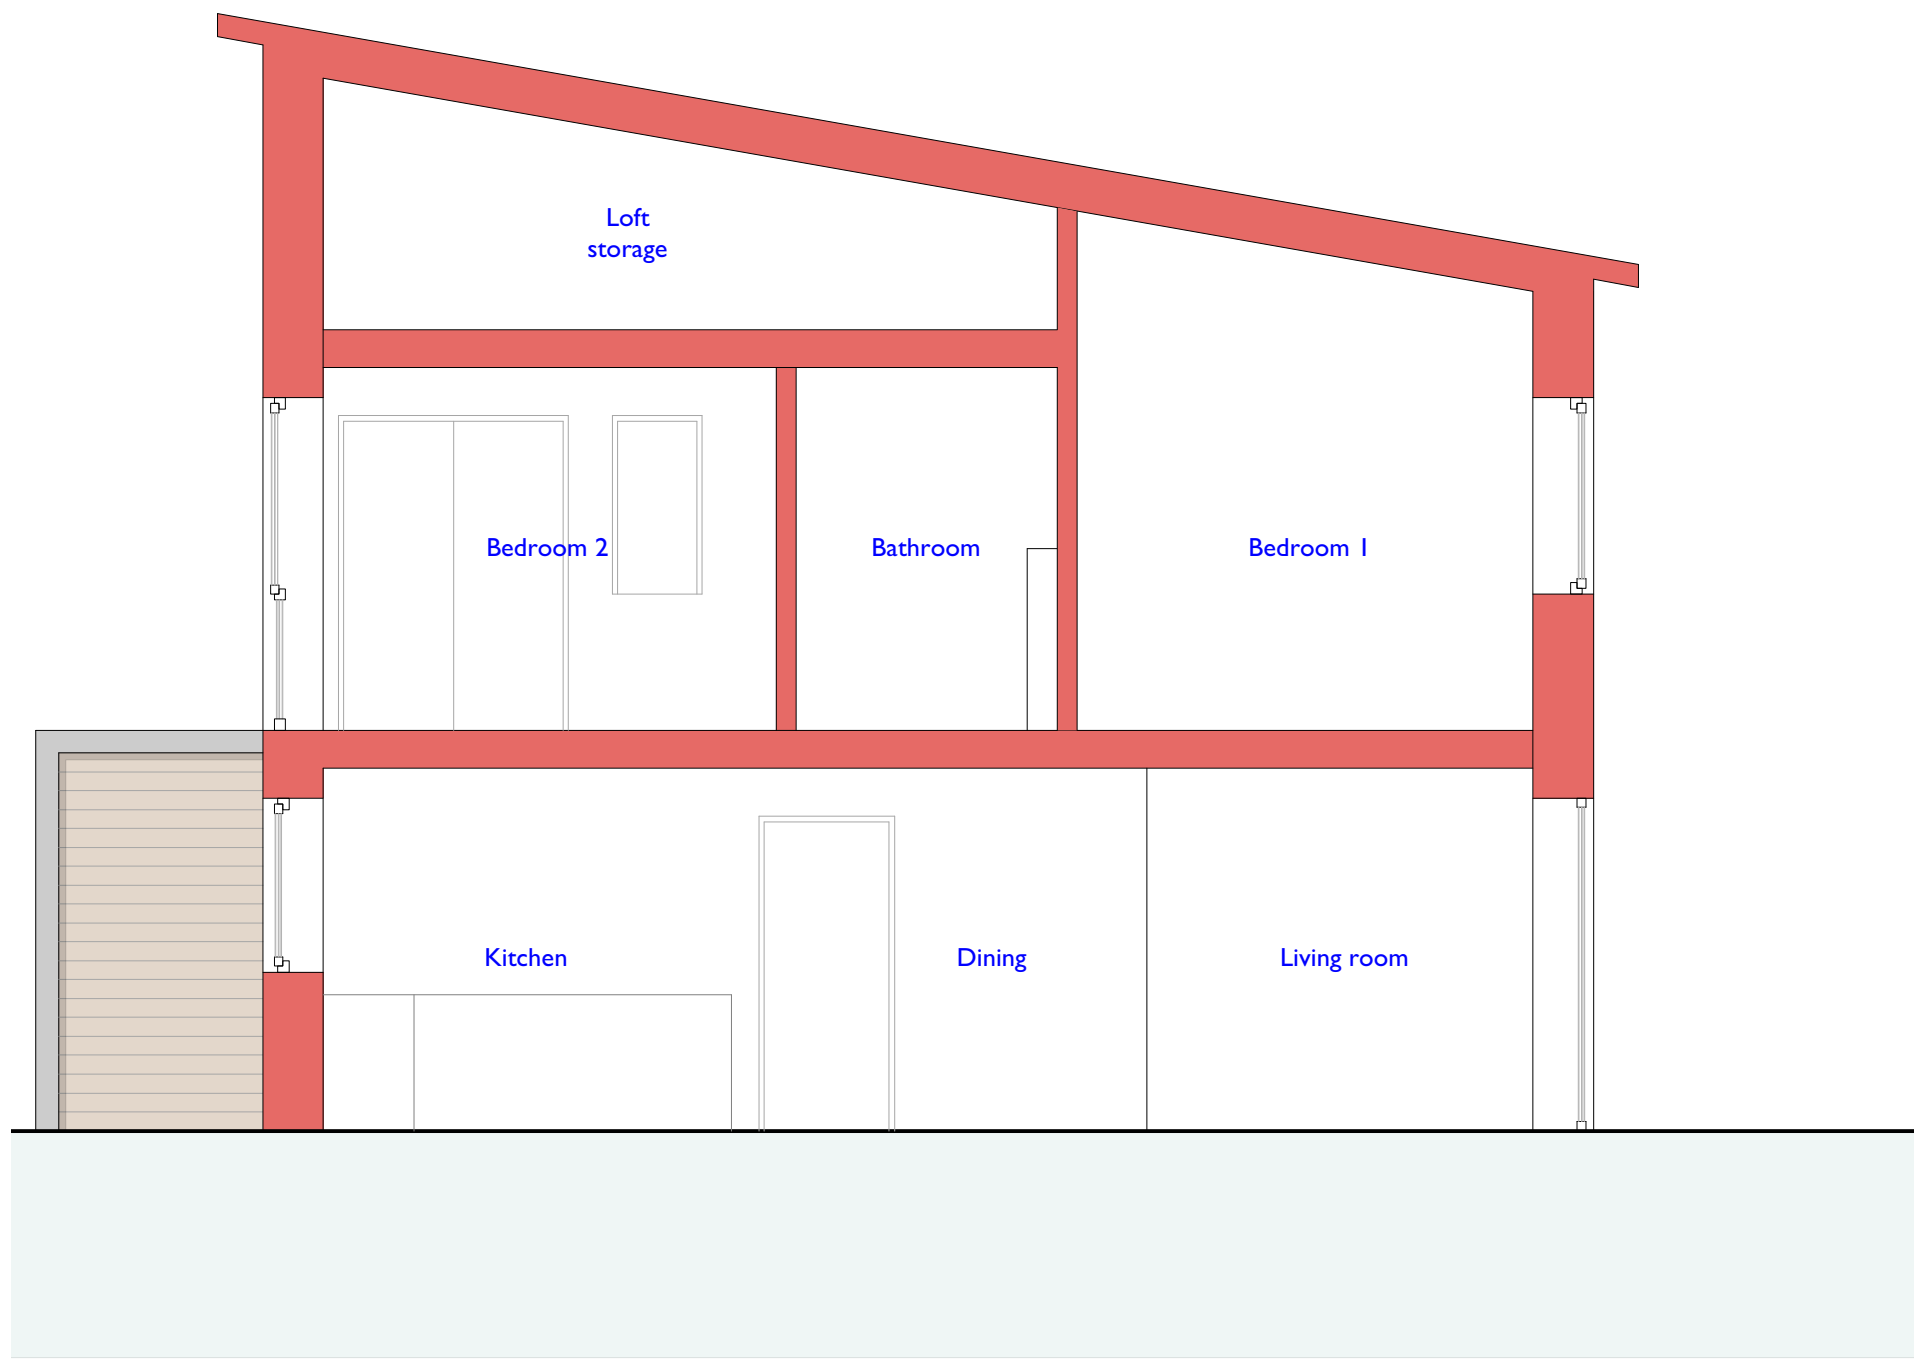 Loft
storage
Bedroom 2
Bathroom
Bedroom 1
Kitchen
Dining
Living room